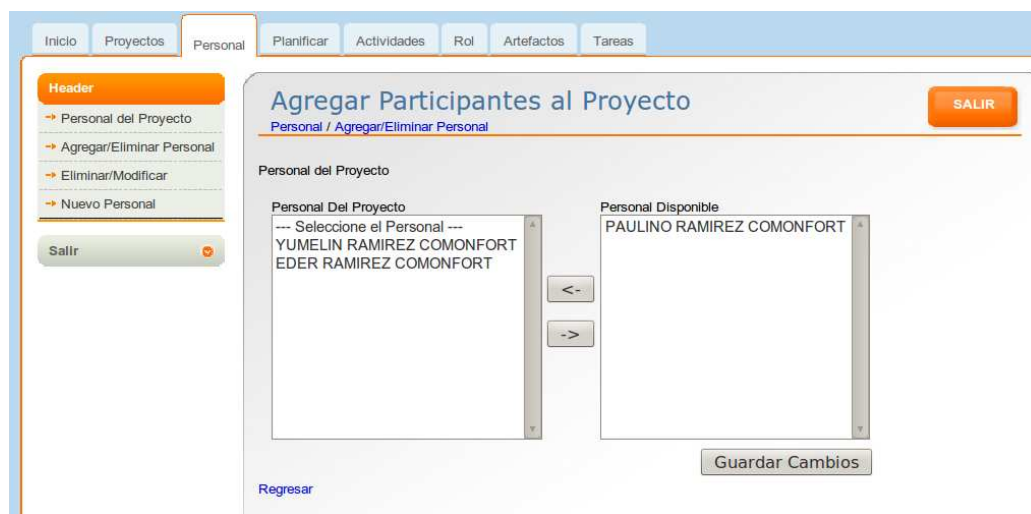 Inicio Proyectos Personal Planificar Actividades Rol Artefactos Tareas
Header
Personal del Proyecto
Agregar/Eliminar Personal
Eliminar/Modificar
Nuevo Personal
Salir
Agregar Participantes al Proyecto
SALIR
Personal / Agregar/Eliminar Personal
Personal del Proyecto
Personal Del Proyecto
--- Seleccione el Personal ---
YUMELIN RAMIREZ COMONFORT
EDER RAMIREZ COMONFORT
<-
->
Personal Disponible
PAULINO RAMIREZ COMONFORT
Guardar Cambios
Regresar